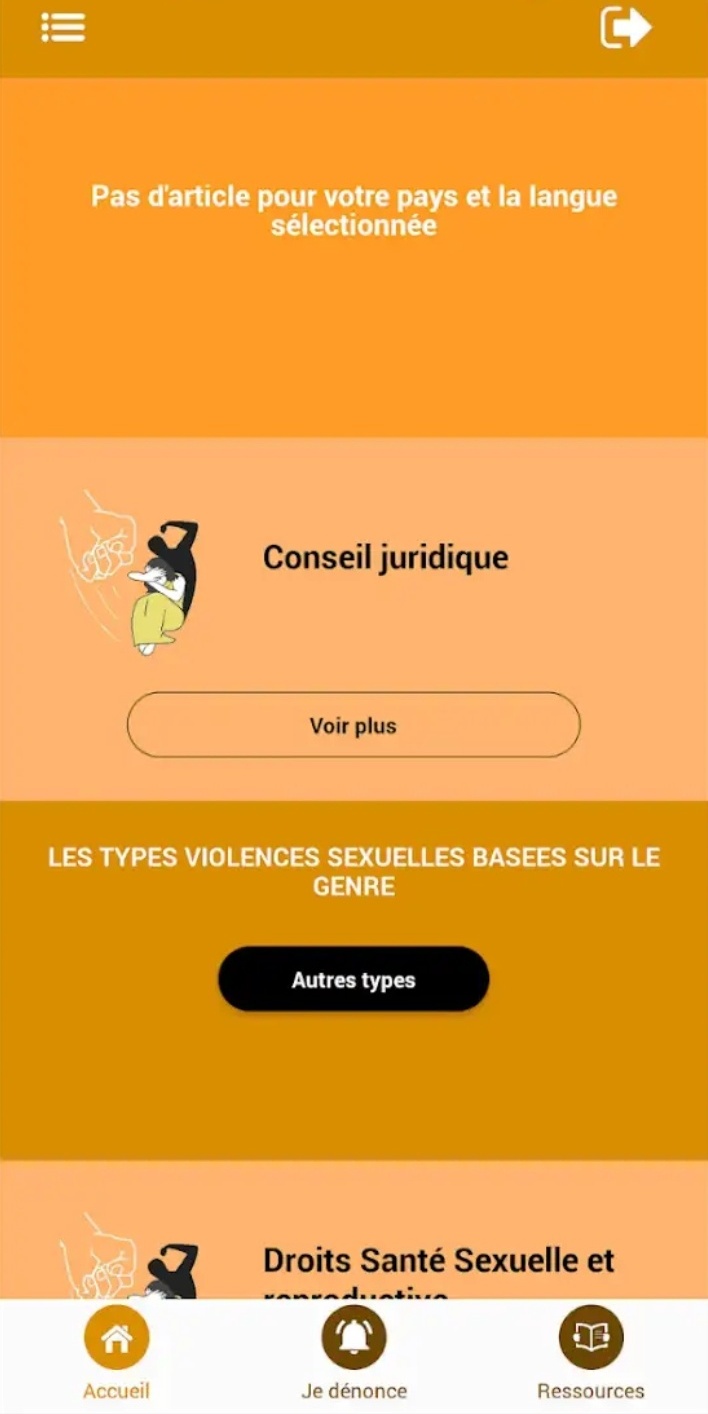 Pas d'article pour votre pays et la langue
sélectionnée
Conseil juridique
Voir plus
LES TYPES VIOLENCES SEXUELLES BASEES SUR LE
GENRE
Autres types
Droits Santé Sexuelle et
reproductive
Accueil
Je dénonce
Ressources